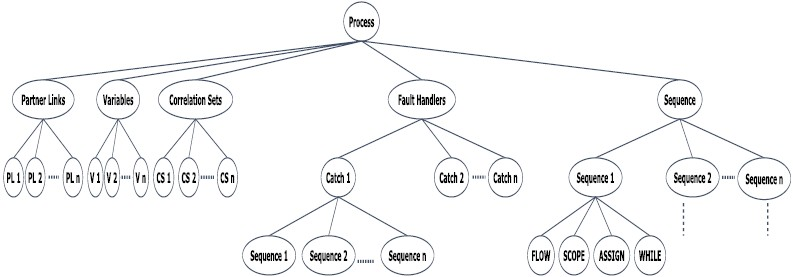 Process
Partner Links
Variables
Correlation Sets
Fault Handlers
Sequence
PL 1
PL 2
PL n
V 1
V 2
V n
CS 1
CS 2
CS n
Catch 1
Catch 2
Catch n
Sequence 1
Sequence 2
Sequence n
Sequence 1
Sequence 2
Sequence n
FLOW
SCOPE
ASSIGN
WHILE